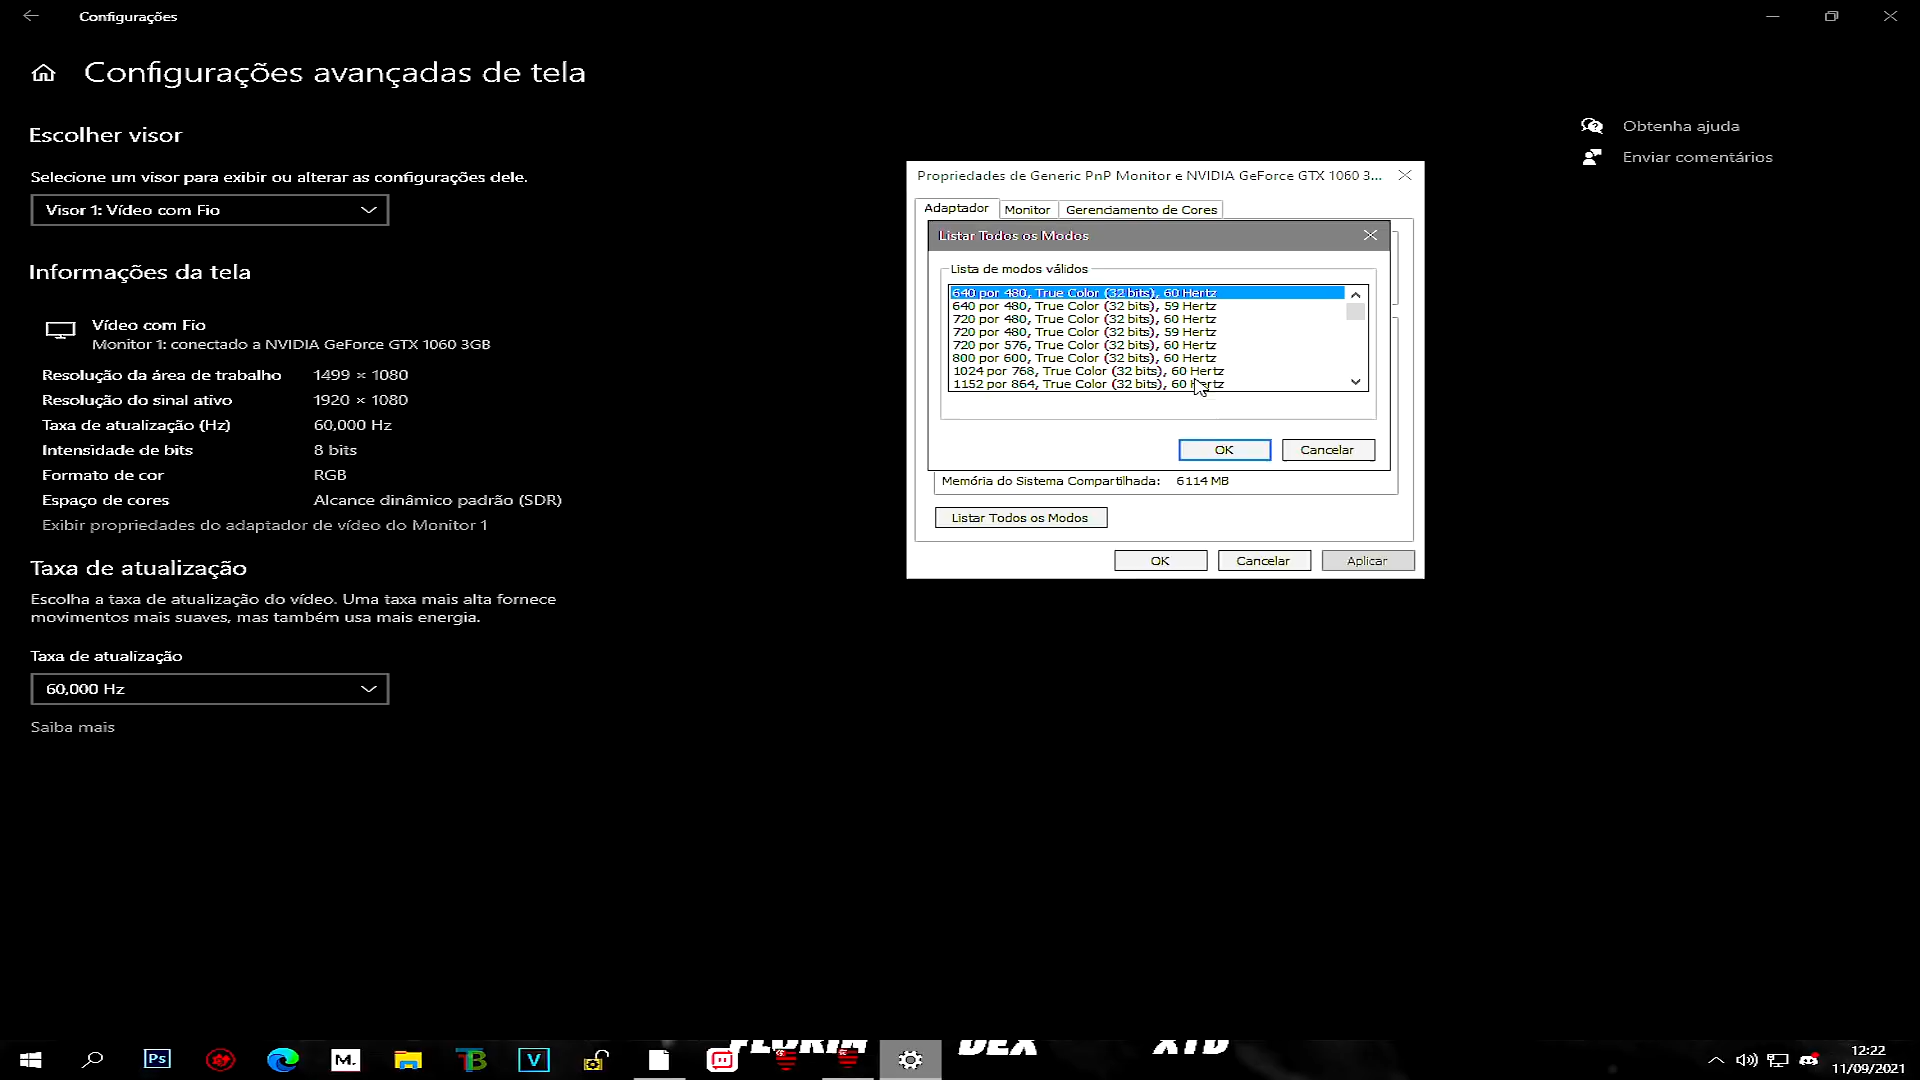 Configurações
Configurações avançadas de tela
Escolher visor
Selecione um visor para exibir ou alterar as configurações dele.
Visor 1: Vídeo com Fio
Informações da tela
Vídeo com Fio
Monitor 1: conectado a NVIDIA GeForce GTX 1060 3GB
Resolução da área de trabalho 1499 × 1080
Resolução do sinal ativo 1920 × 1080
Taxa de atualização (Hz) 60,000 Hz
Intensidade de bits 8 bits
Formato de cor RGB
Espaço de cores Alcance dinâmico padrão (SDR)
Exibir propriedades do adaptador de vídeo do Monitor 1
Taxa de atualização
Escolha a taxa de atualização do vídeo. Uma taxa mais alta fornece
movimentos mais suaves, mas também usa mais energia.
Taxa de atualização
60,000 Hz
Saiba mais
Propriedades de Generic PnP Monitor e NVIDIA GeForce GTX 1060 3...
Adaptador Monitor Gerenciamento de Cores
Listar Todos os Modos
Lista de modos válidos
640 por 480, True Color (32 bits), 60 Hertz
640 por 480, True Color (32 bits), 59 Hertz
720 por 480, True Color (32 bits), 60 Hertz
720 por 480, True Color (32 bits), 59 Hertz
720 por 576, True Color (32 bits), 60 Hertz
800 por 600, True Color (32 bits), 60 Hertz
1024 por 768, True Color (32 bits), 60 Hertz
1152 por 864, True Color (32 bits), 60 Hertz
OK Cancelar
Memória do Sistema Compartilhada: 6114 MB
Listar Todos os Modos
OK Cancelar Aplicar
Obtenha ajuda
Enviar comentários
Ps
M.
TB
V
DEX
12:22
11/09/2021